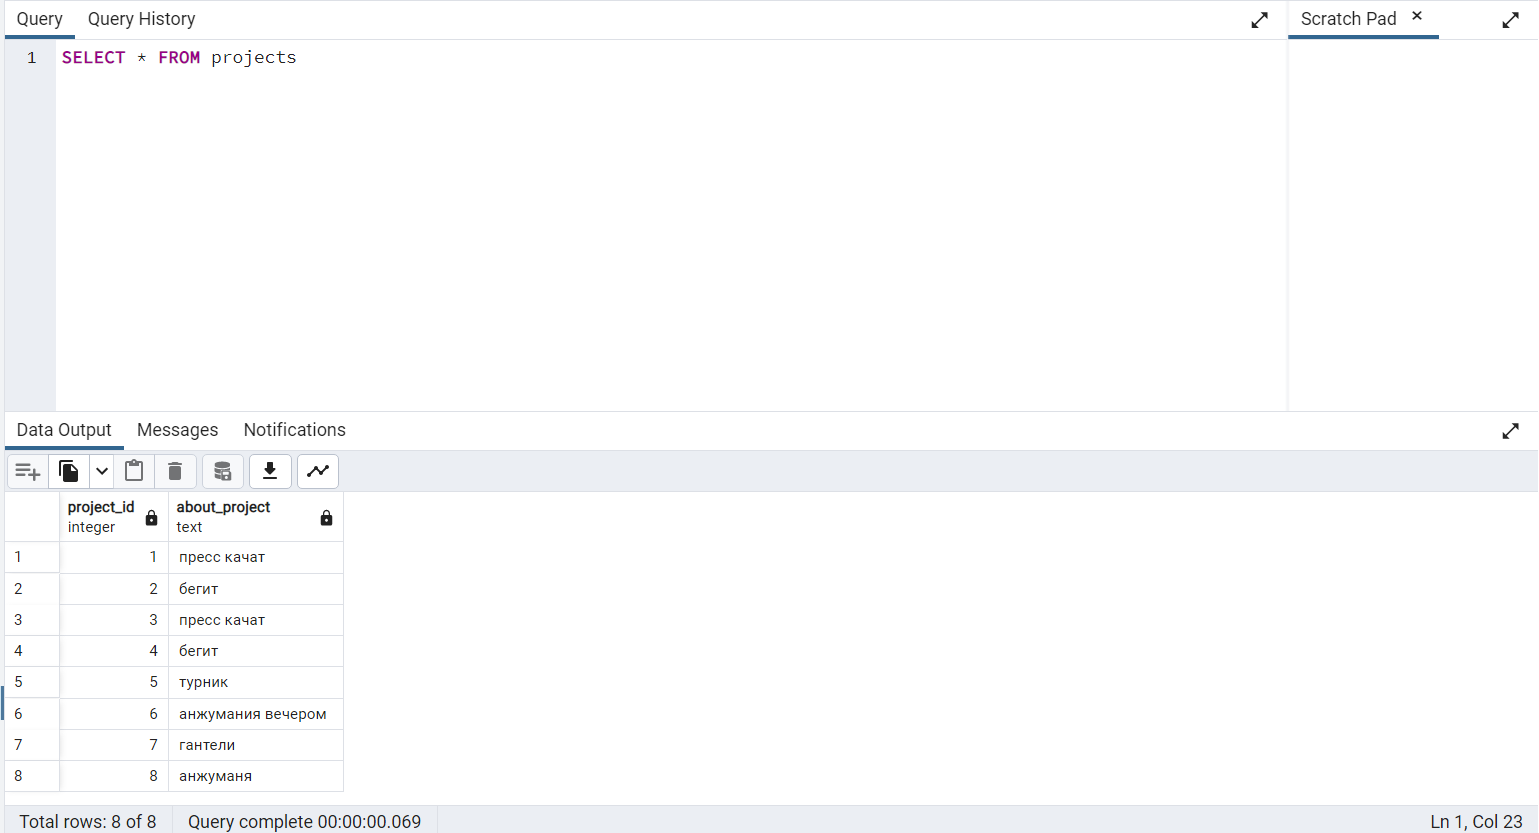 Query Query History Scratch Pad ×
1 SELECT * FROM projects
Data Output Messages Notifications
project_id about_project
integer text
1 1 пресс качат
2 2 бегит
3 3 пресс качат
4 4 бегит
5 5 турник
6 6 анжумания вечером
7 7 гантели
8 8 анжуманя
Total rows: 8 of 8 Query complete 00:00:00.069 Ln 1, Col 23